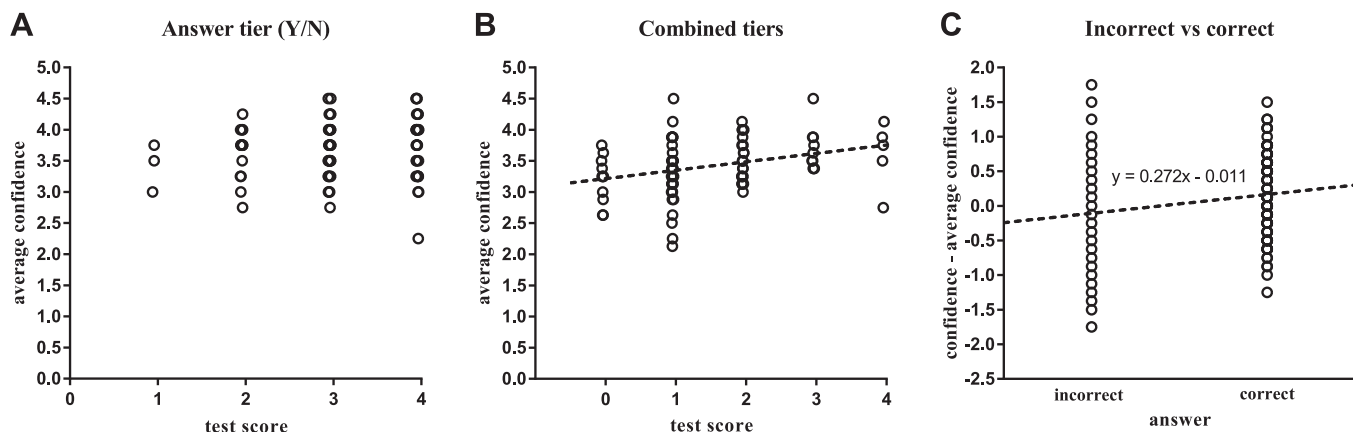 A
Answer tier (Y/N)
average confidence
5.0
4.5
4.0
3.5
3.0
2.5
2.0
1.5
1.0
0.5
0.0
0
1
2
3
4
test score
B
Combined tiers
average confidence
5.0
4.5
4.0
3.5
3.0
2.5
2.0
1.5
1.0
0.5
0.0
0
1
2
3
4
test score
C
Incorrect vs correct
confidence - average confidence
2.0
1.5
1.0
0.5
0.0
-0.5
-1.0
-1.5
-2.0
-2.5
y = 0.272x - 0.011
incorrect
correct
answer